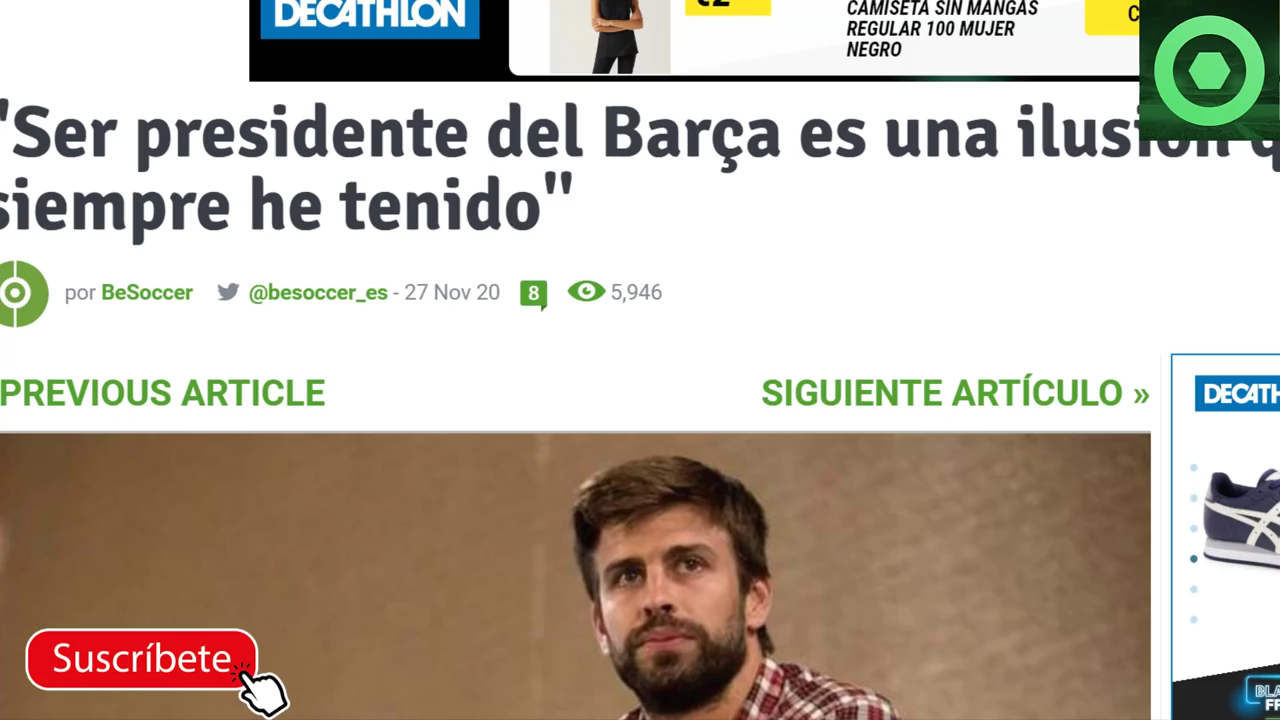 DECATHLON
CAMISETA SIN MANGAS
REGULAR 100 MUJER
NEGRO
"Ser presidente del Barça es una ilusión q
siempre he tenido"
por BeSoccer @besoccer_es - 27 Nov 20 8 5,946
PREVIOUS ARTICLE SIGUIENTE ARTÍCULO »
DECATH
Suscríbete